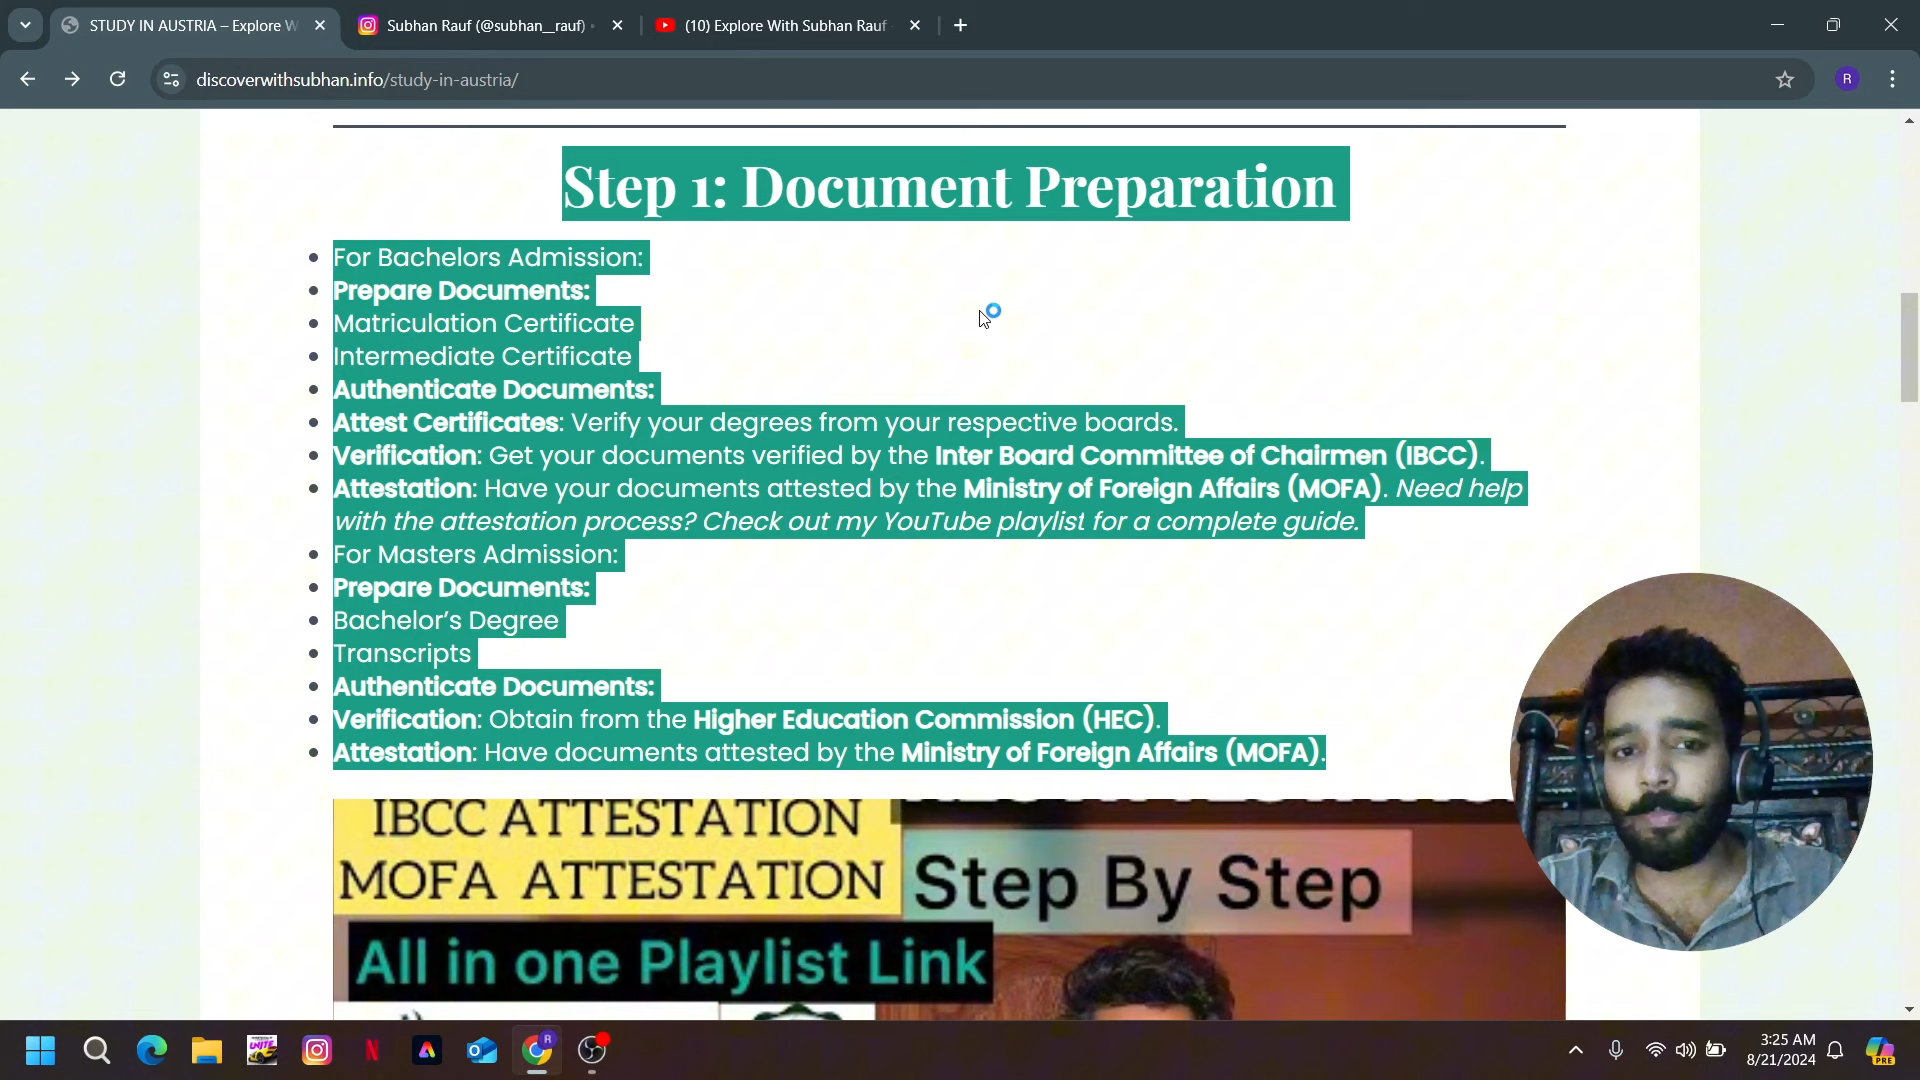 STUDY IN AUSTRIA – Explore W
Subhan Rauf (@subhan__rauf)
(10) Explore With Subhan Rauf
discoverwithsubhan.info/study-in-austria/
R
Step 1: Document Preparation
For Bachelors Admission:
Prepare Documents:
Matriculation Certificate
Intermediate Certificate
Authenticate Documents:
Attest Certificates: Verify your degrees from your respective boards.
Verification: Get your documents verified by the Inter Board Committee of Chairmen (IBCC).
Attestation: Have your documents attested by the Ministry of Foreign Affairs (MOFA). Need help
with the attestation process? Check out my YouTube playlist for a complete guide.
For Masters Admission:
Prepare Documents:
Bachelor’s Degree
Transcripts
Authenticate Documents:
Verification: Obtain from the Higher Education Commission (HEC).
Attestation: Have documents attested by the Ministry of Foreign Affairs (MOFA).
IBCC ATTESTATION
MOFA ATTESTATION
Step By Step
All in one Playlist Link
UNITE
R
3:25 AM
8/21/2024
PRE